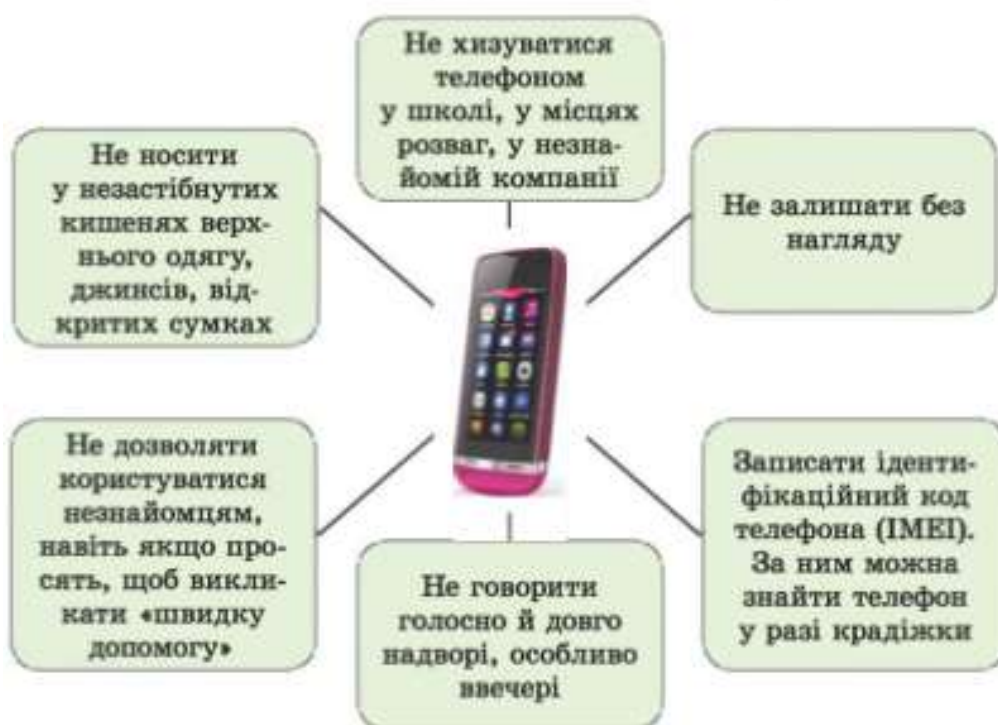 Не хизуватися
телефоном
у школі, у місцях
розваг, у незна-
йомій компанії
Не носити
у незастібнутих
кишенях верх-
нього одягу,
джинсів, від-
критих сумках
Не залишати без
нагляду
Не дозволяти
користуватися
незнайомцям,
навіть якщо про-
сять, щоб викли-
кати «швидку
допомогу»
Записати іденти-
фікаційний код
телефона (IMEI).
За ним можна
знайти телефон
у разі крадіжки
Не говорити
голосно й довго
надворі, особливо
ввечері